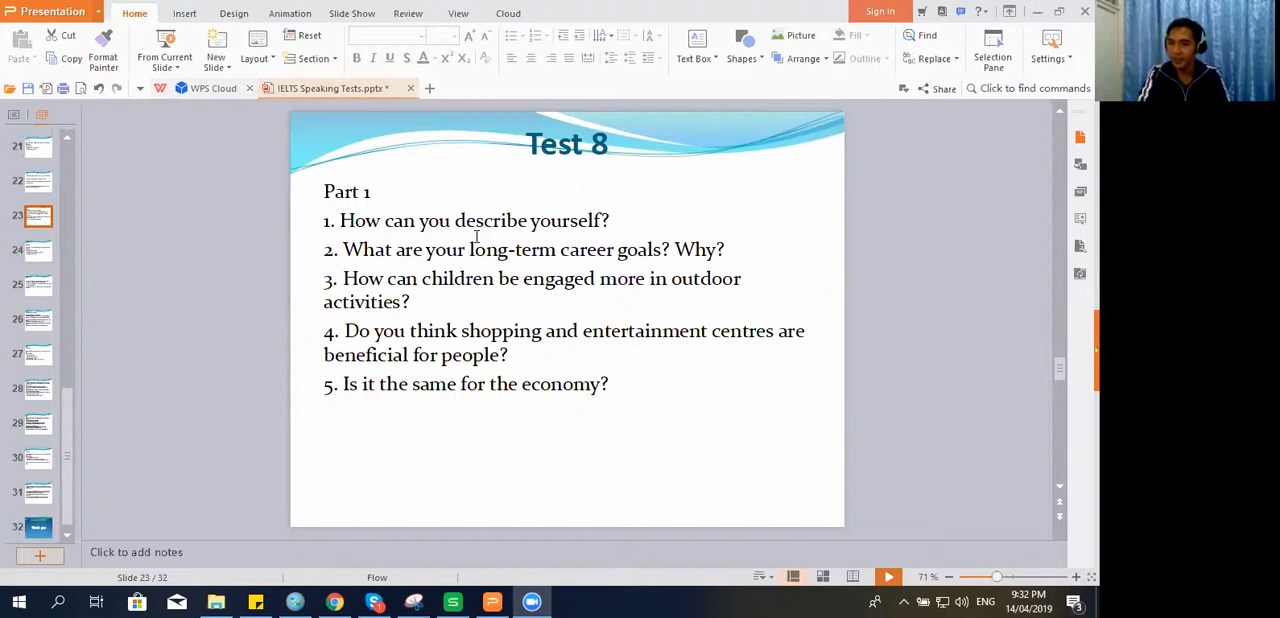 Presentation
Home Insert Design Animation Slide Show Review View Cloud Sign in
Cut Reset Picture Fill Find
Paste Copy Format Painter From Current Slide New Slide Layout Section Text Box Shapes Arrange Outline Replace Selection Pane Settings
WPS Cloud IELTS Speaking Tests.pptx * Share Click to find commands
Test 8
Part 1
1. How can you describe yourself?
2. What are your long-term career goals? Why?
3. How can children be engaged more in outdoor
activities?
4. Do you think shopping and entertainment centres are
beneficial for people?
5. Is it the same for the economy?
21
22
23
24
25
26
27
28
29
30
31
32
Click to add notes
Slide 23 / 32 Flow 71 %
ENG 9:32 PM
14/04/2019 3